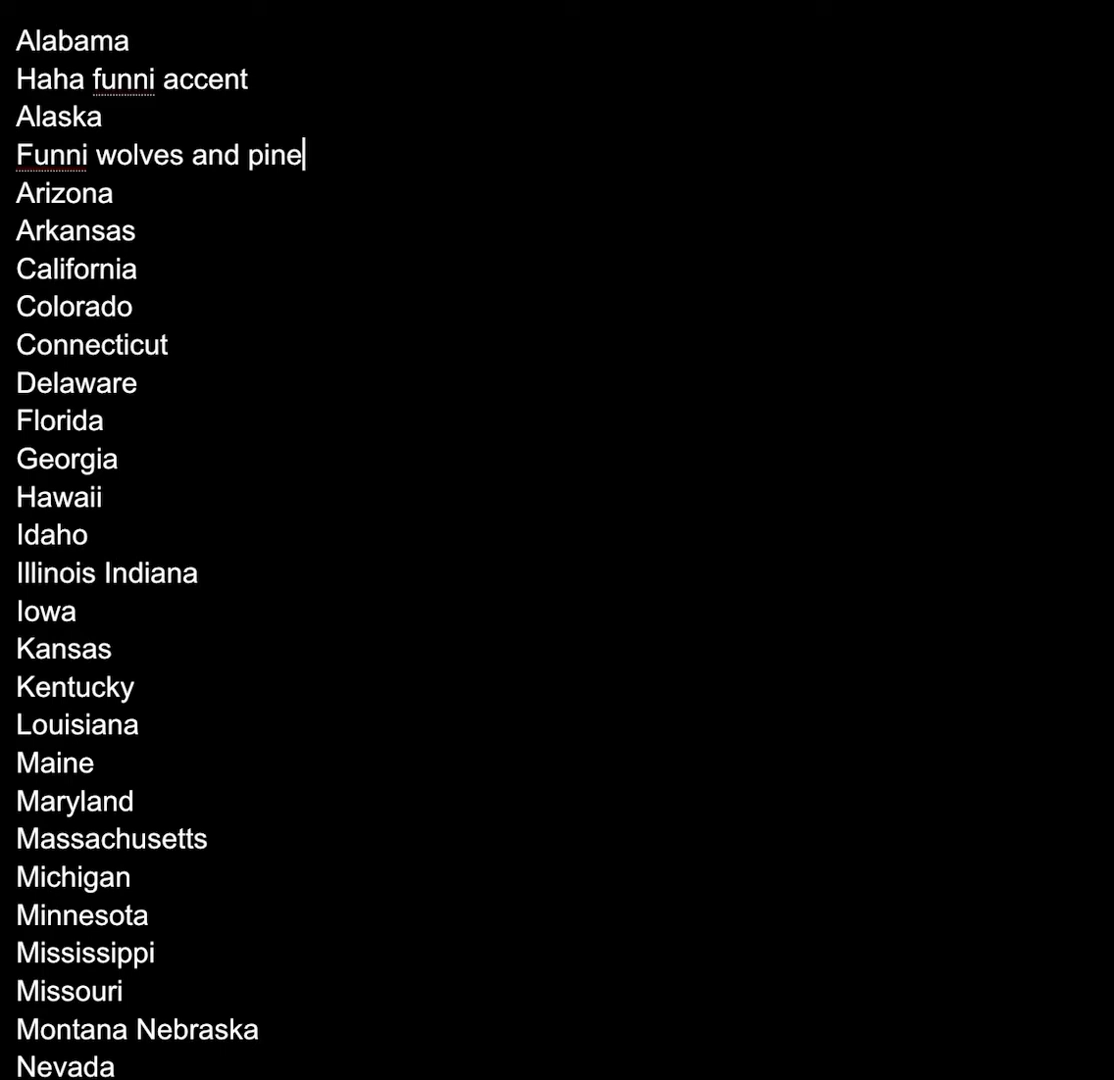 Alabama
Haha funni accent
Alaska
Funni wolves and pine
Arizona
Arkansas
California
Colorado
Connecticut
Delaware
Florida
Georgia
Hawaii
Idaho
Illinois Indiana
Iowa
Kansas
Kentucky
Louisiana
Maine
Maryland
Massachusetts
Michigan
Minnesota
Mississippi
Missouri
Montana Nebraska
Nevada